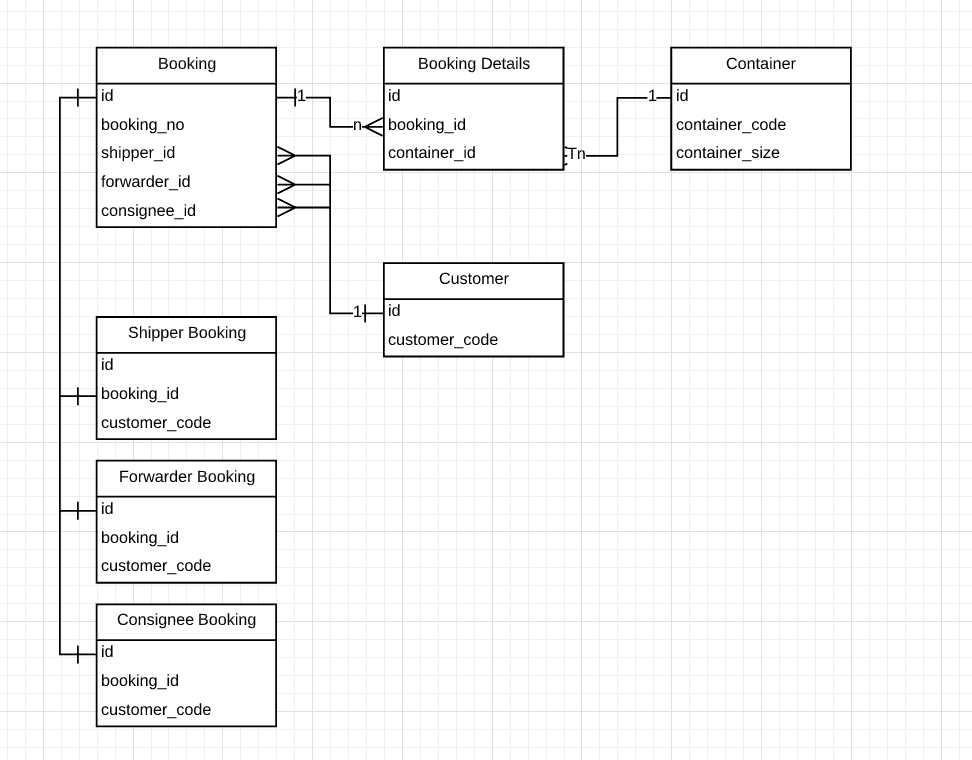 Booking
id
booking_no
shipper_id
forwarder_id
consignee_id
1
n
Booking Details
id
booking_id
container_id
Tn
1
Container
id
container_code
container_size
1
Customer
id
customer_code
Shipper Booking
id
booking_id
customer_code
Forwarder Booking
id
booking_id
customer_code
Consignee Booking
id
booking_id
customer_code